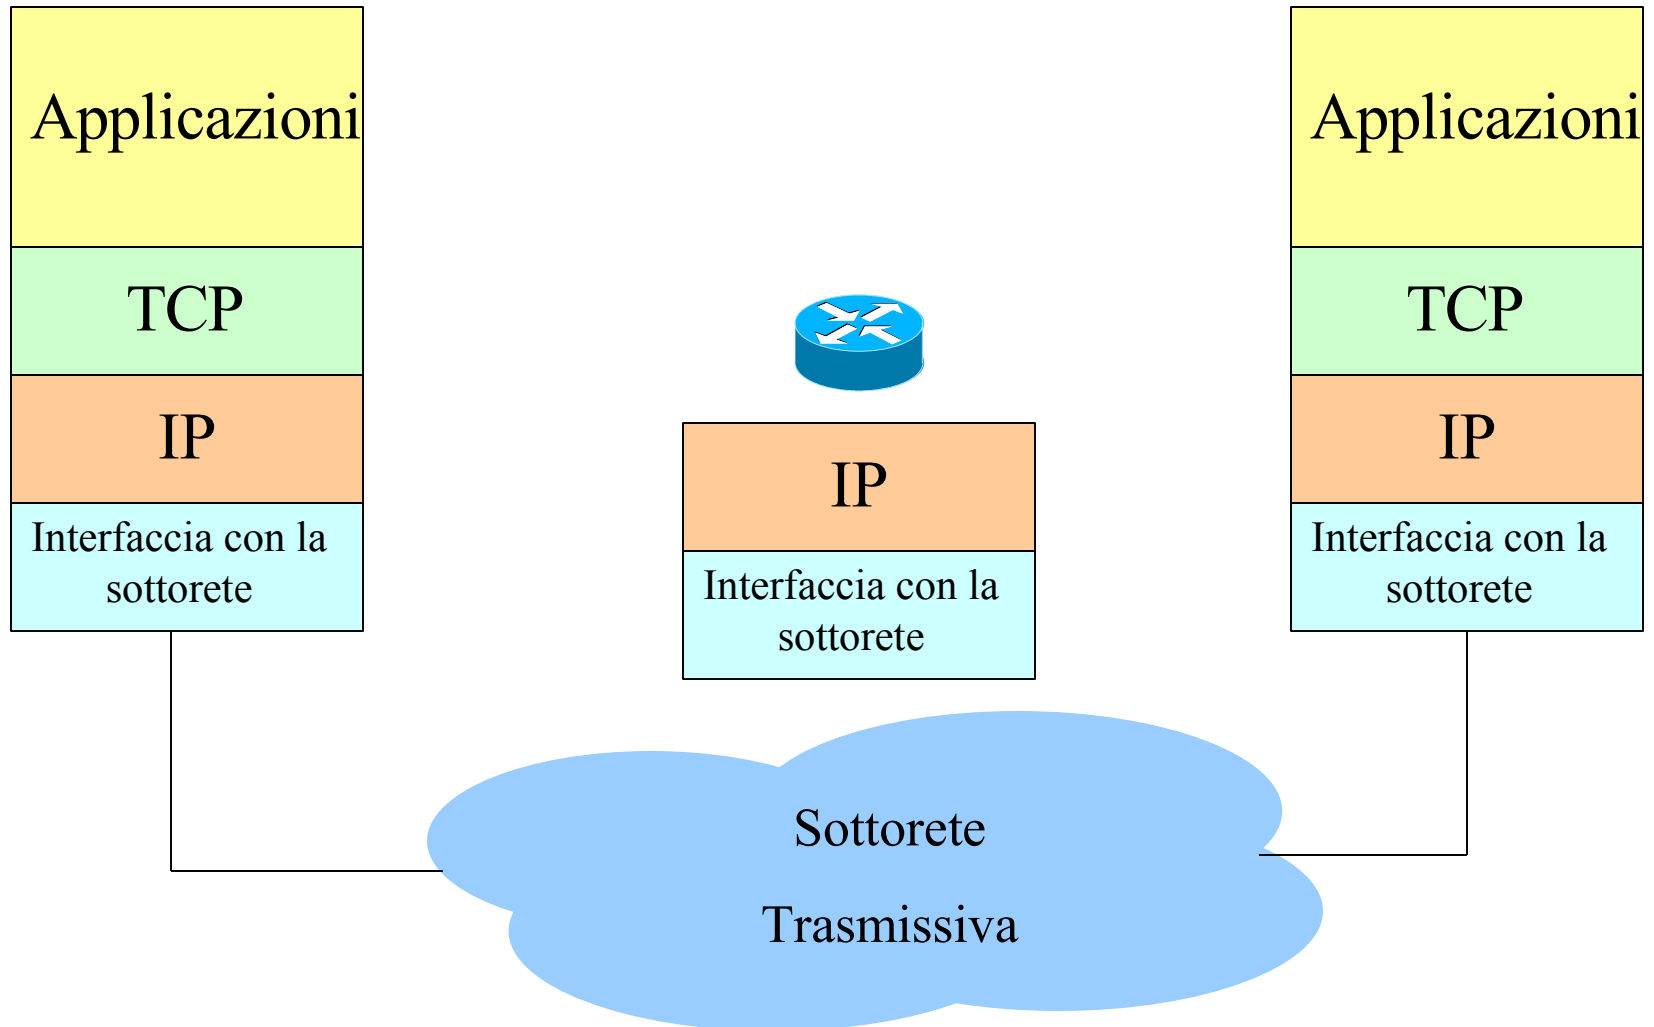 Applicazioni
TCP
IP
Interfaccia con la
sottorete
IP
Interfaccia con la
sottorete
Applicazioni
TCP
IP
Interfaccia con la
sottorete
Sottorete
Trasmissiva